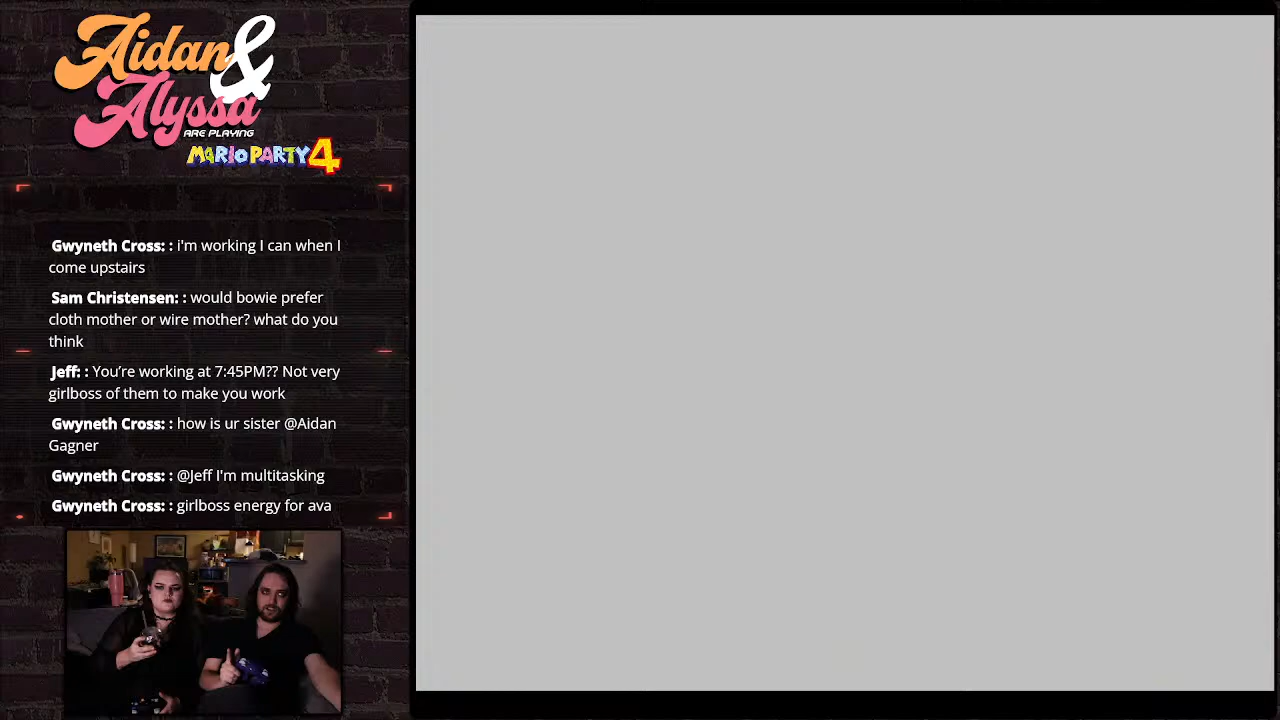 Aidan &
Alyssa
ARE PLAYING
MARIO PARTY 4
Gwyneth Cross: : i'm working I can when I
come upstairs
Sam Christensen: : would bowie prefer
cloth mother or wire mother? what do you
think
Jeff: : You’re working at 7:45PM?? Not very
girlboss of them to make you work
Gwyneth Cross: : how is ur sister @Aidan
Gagner
Gwyneth Cross: : @Jeff I'm multitasking
Gwyneth Cross: : girlboss energy for ava